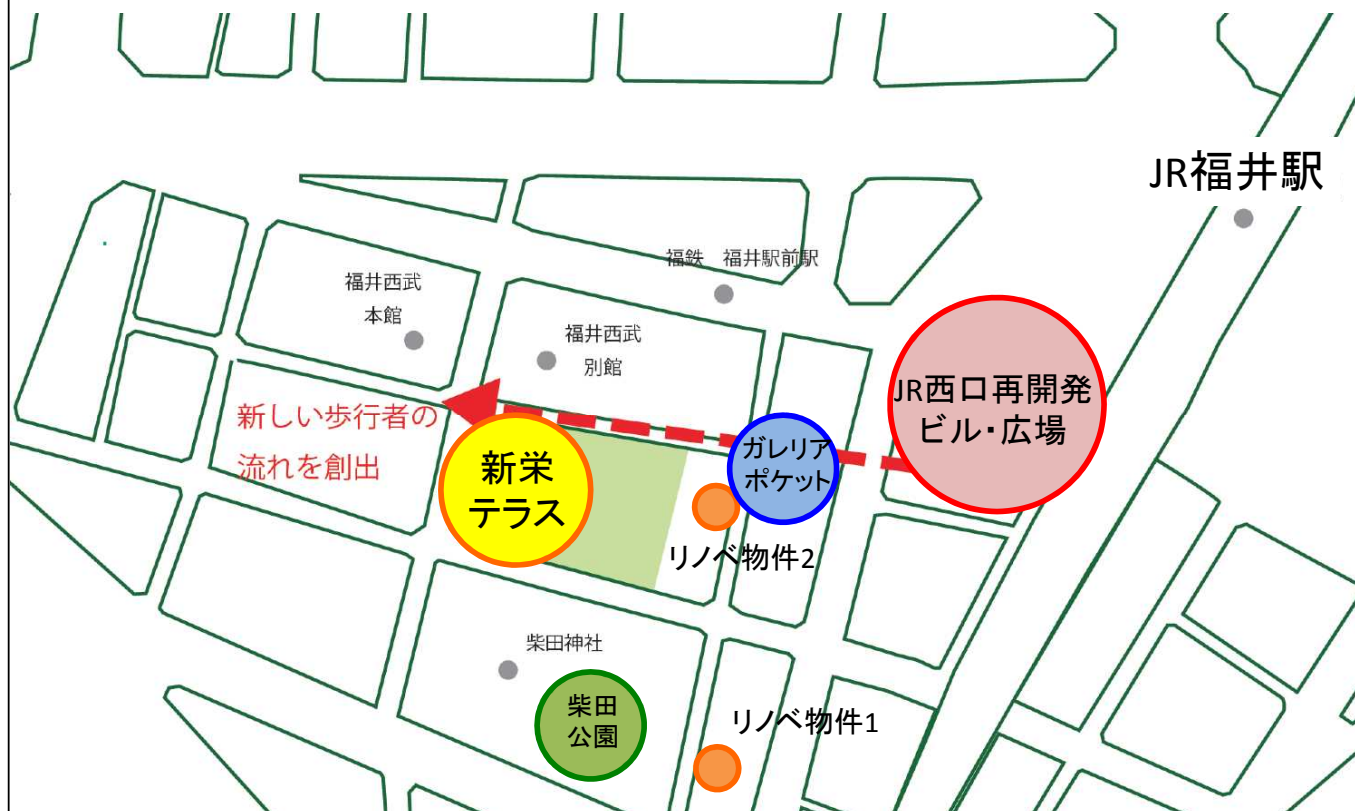 JR福井駅
福鉄　福井駅前駅
福井西武
本館
福井西武
別館
JR西口再開発
ビル・広場
新しい歩行者の
流れを創出
新栄
テラス
ガレリア
ポケット
リノベ物件2
柴田神社
柴田
公園
リノベ物件1